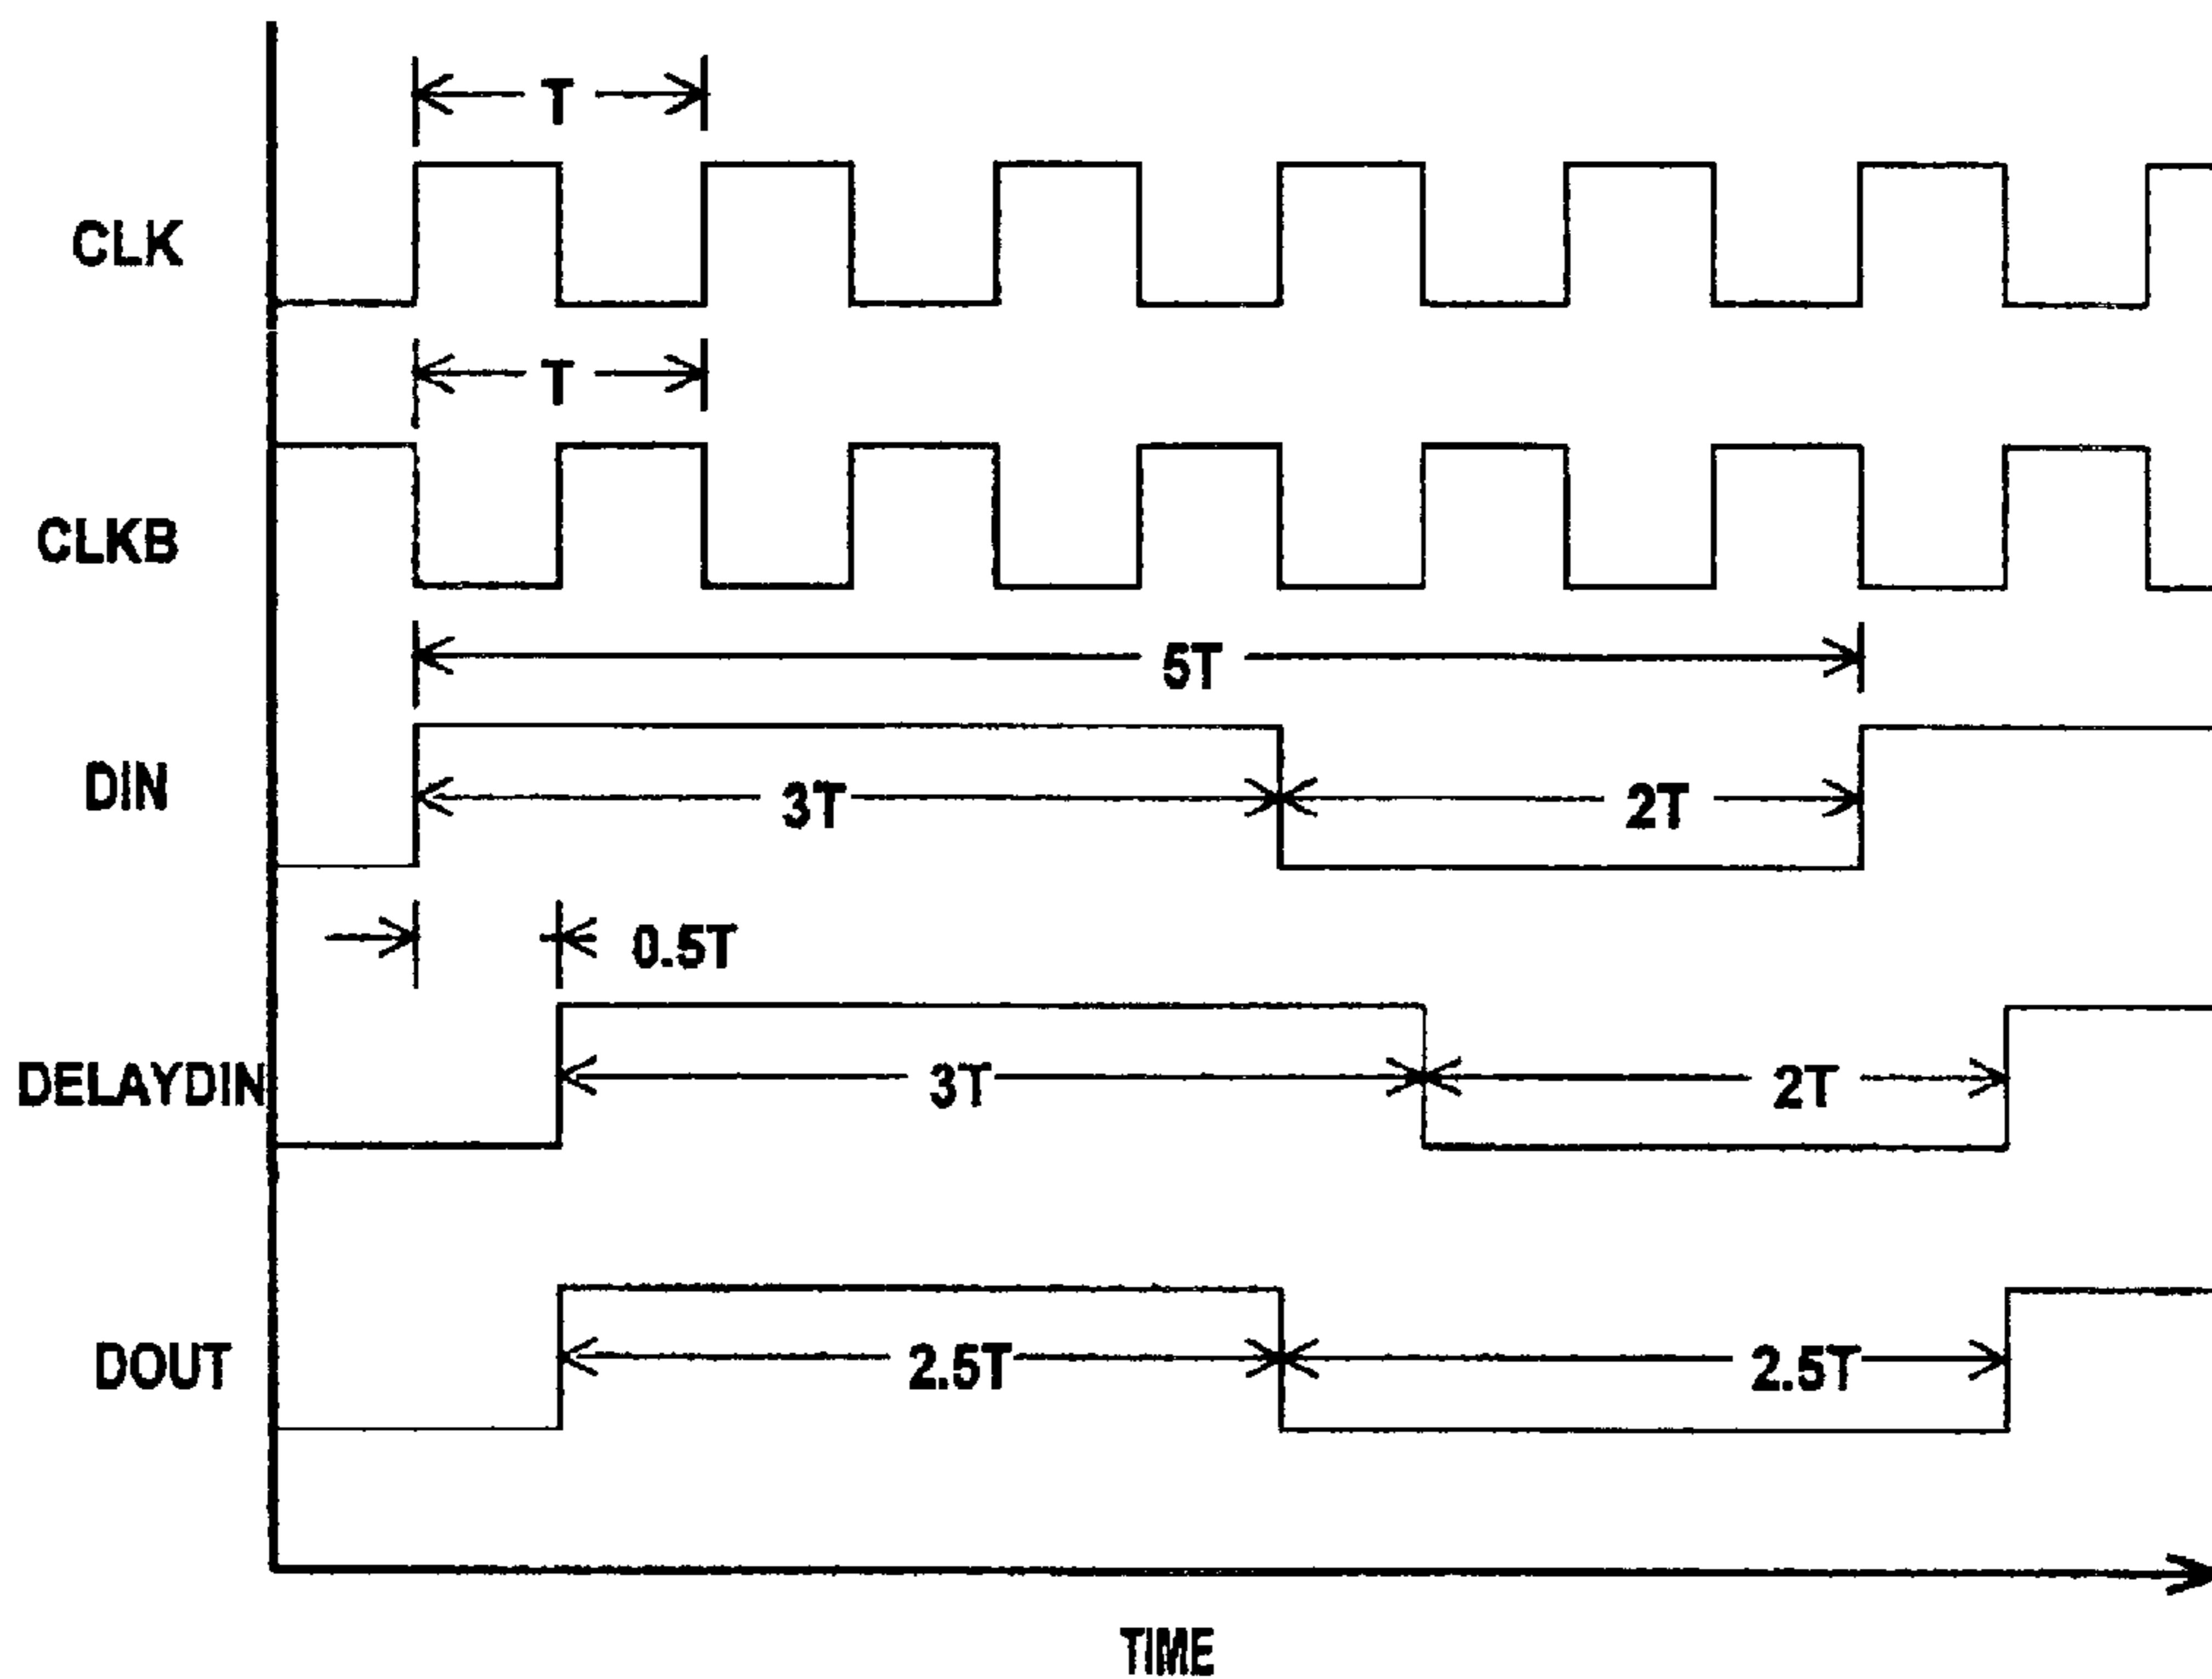 T
CLK
T
CLKB
5T
DIN
3T
2T
0.5T
DELAYDIN
3T
2T
DOUT
2.5T
2.5T
TIME